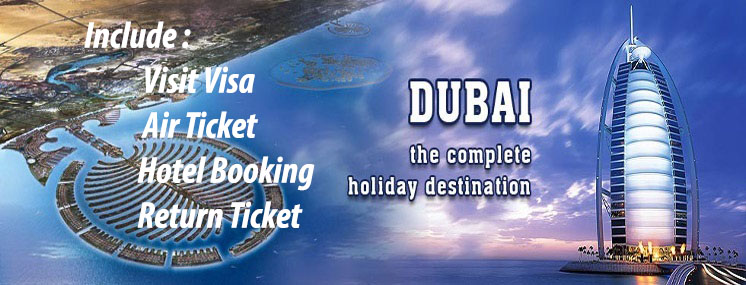 Include :
Visit Visa
Air Ticket
Hotel Booking
Return Ticket
DUBAI
the complete
holiday destination